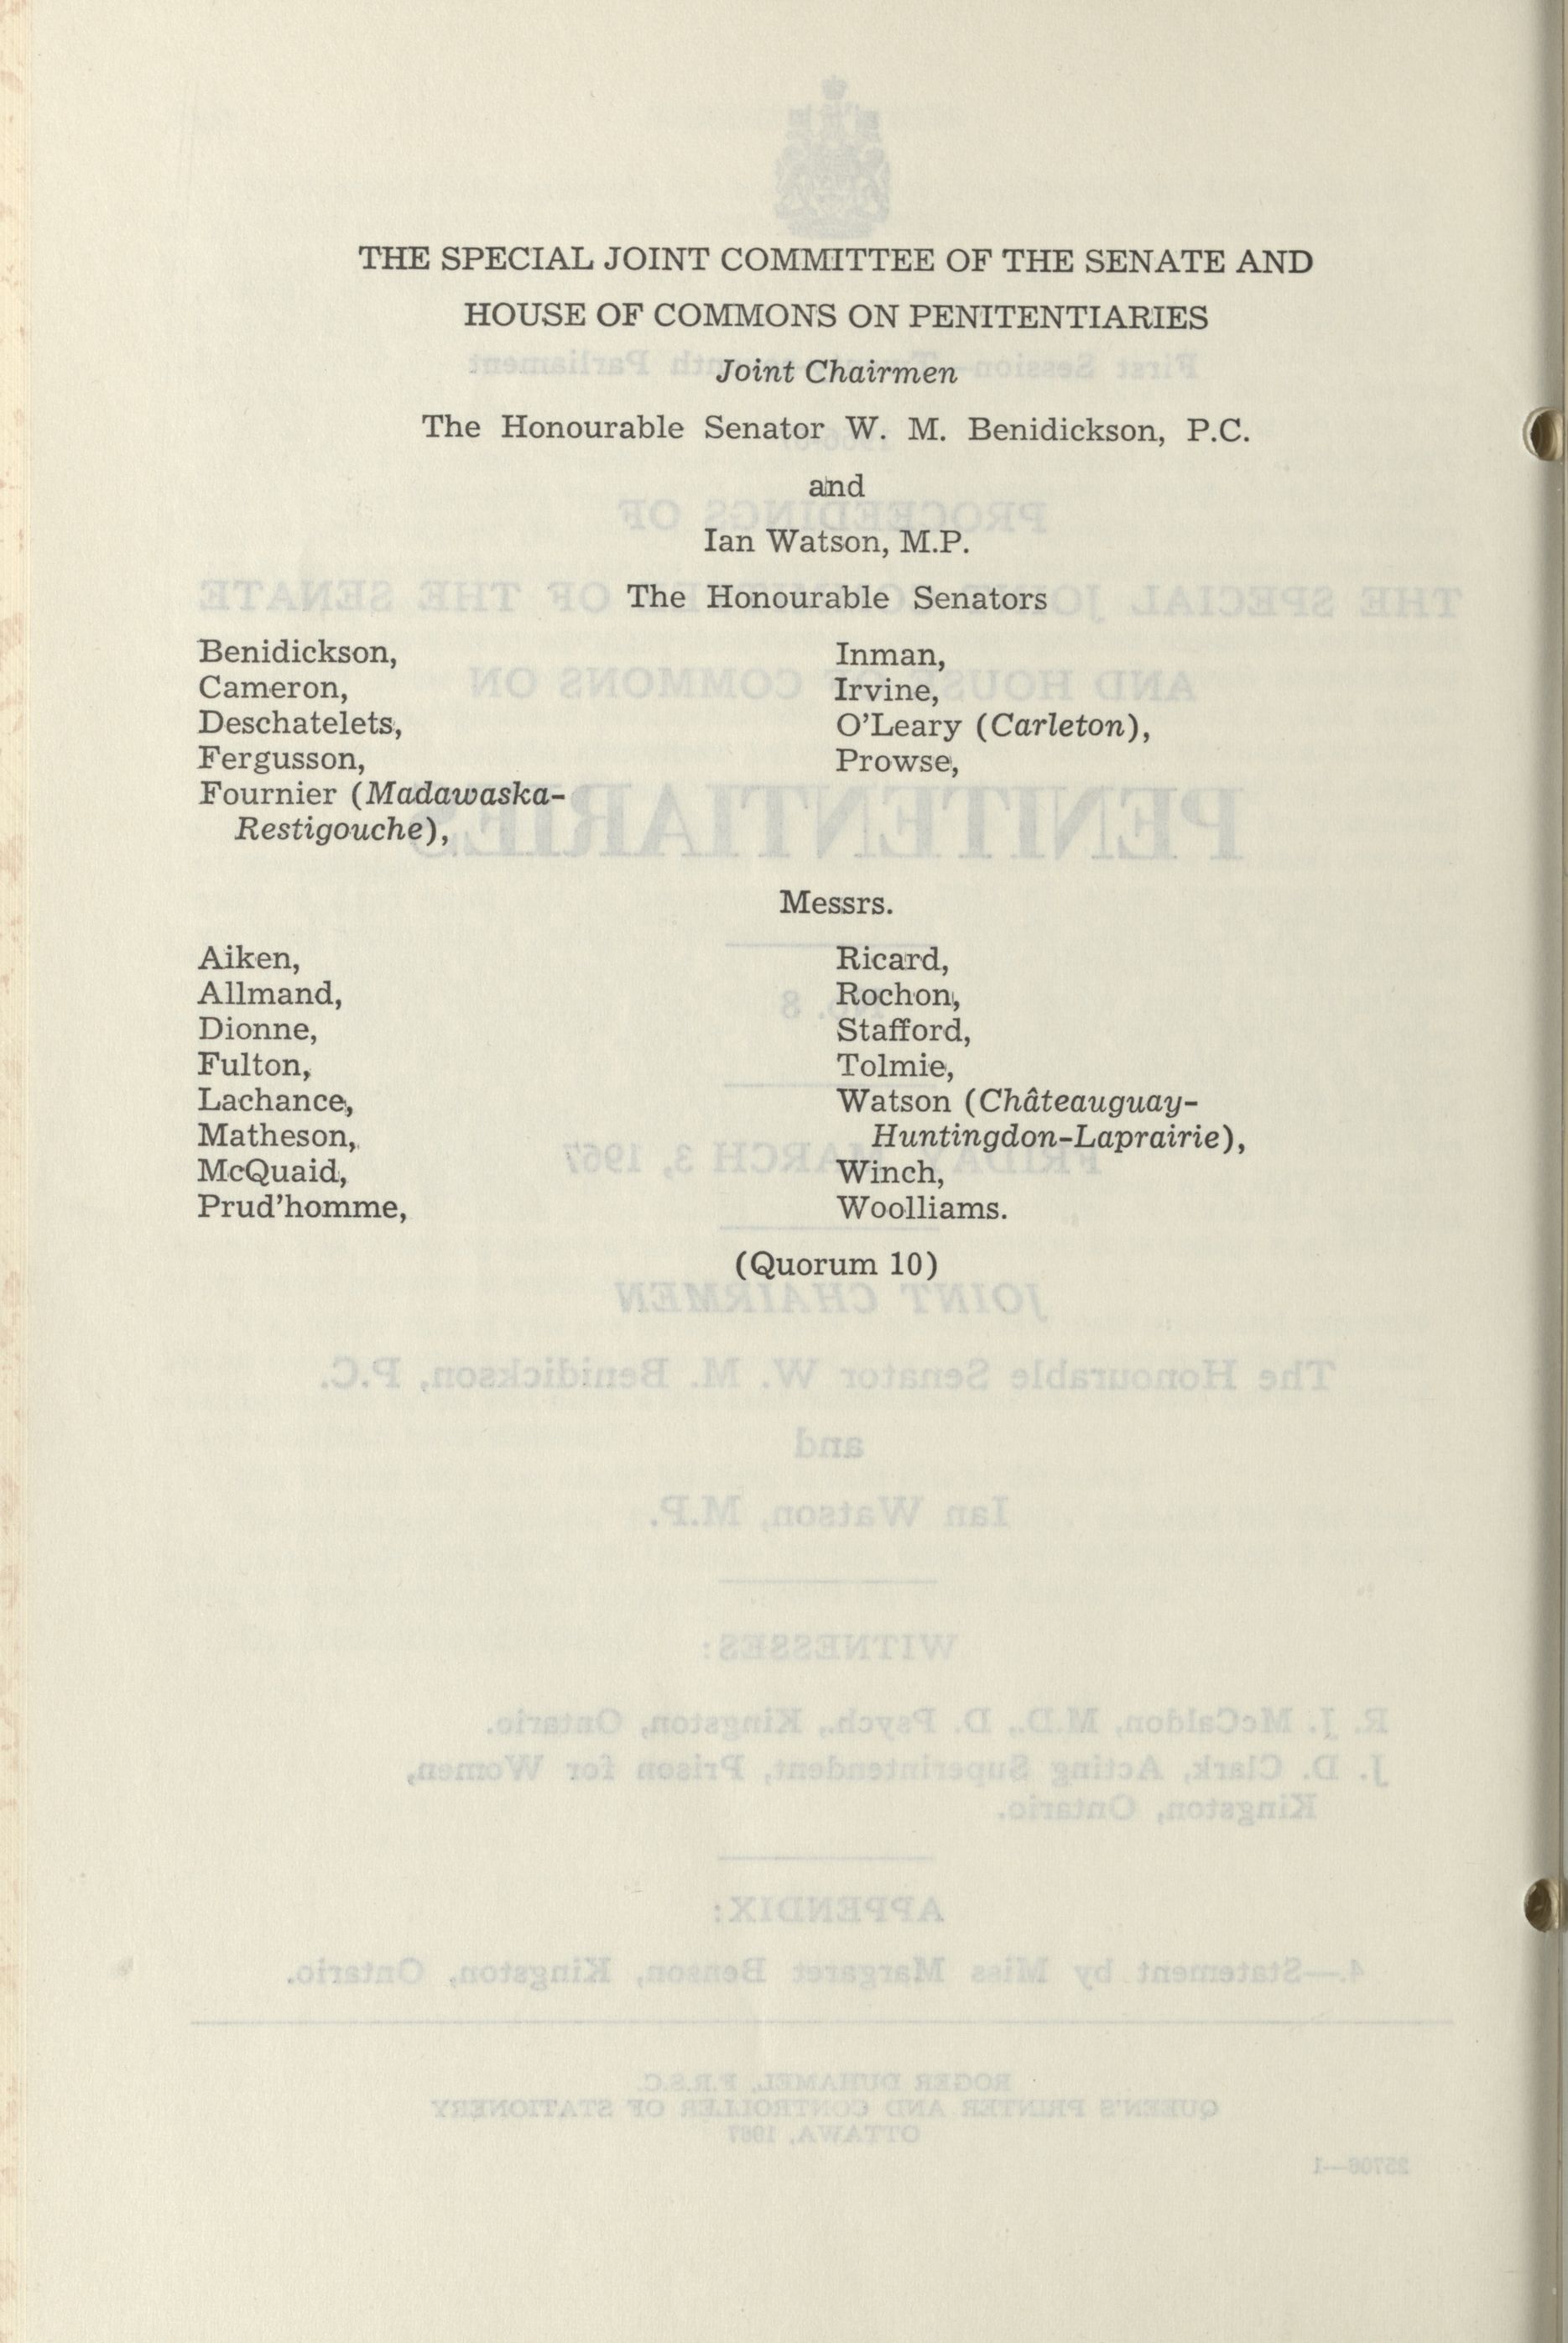 THE SPECIAL JOINT COMMITTEE OF THE SENATE AND
HOUSE OF COMMONS ON PENITENTIARIES
Joint Chairmen
The Honourable Senator W. M. Benidickson, P.C.
and
Ian Watson, M.P.
The Honourable Senators
Benidickson,
Cameron,
Deschatelets,
Fergusson,
Fournier (Madawaska-
Restigouche),
Inman,
Irvine,
O'Leary (Carleton),
Prowse,
Messrs.
Aiken,
Allmand,
Dionne,
Fulton,
Lachance,
Matheson,
McQuaid,
Prud'homme,
Ricard,
Rochon,
Stafford,
Tolmie,
Watson (Châteauguay-
Huntingdon-Laprairie),
Winch,
Woolliams.
(Quorum 10)